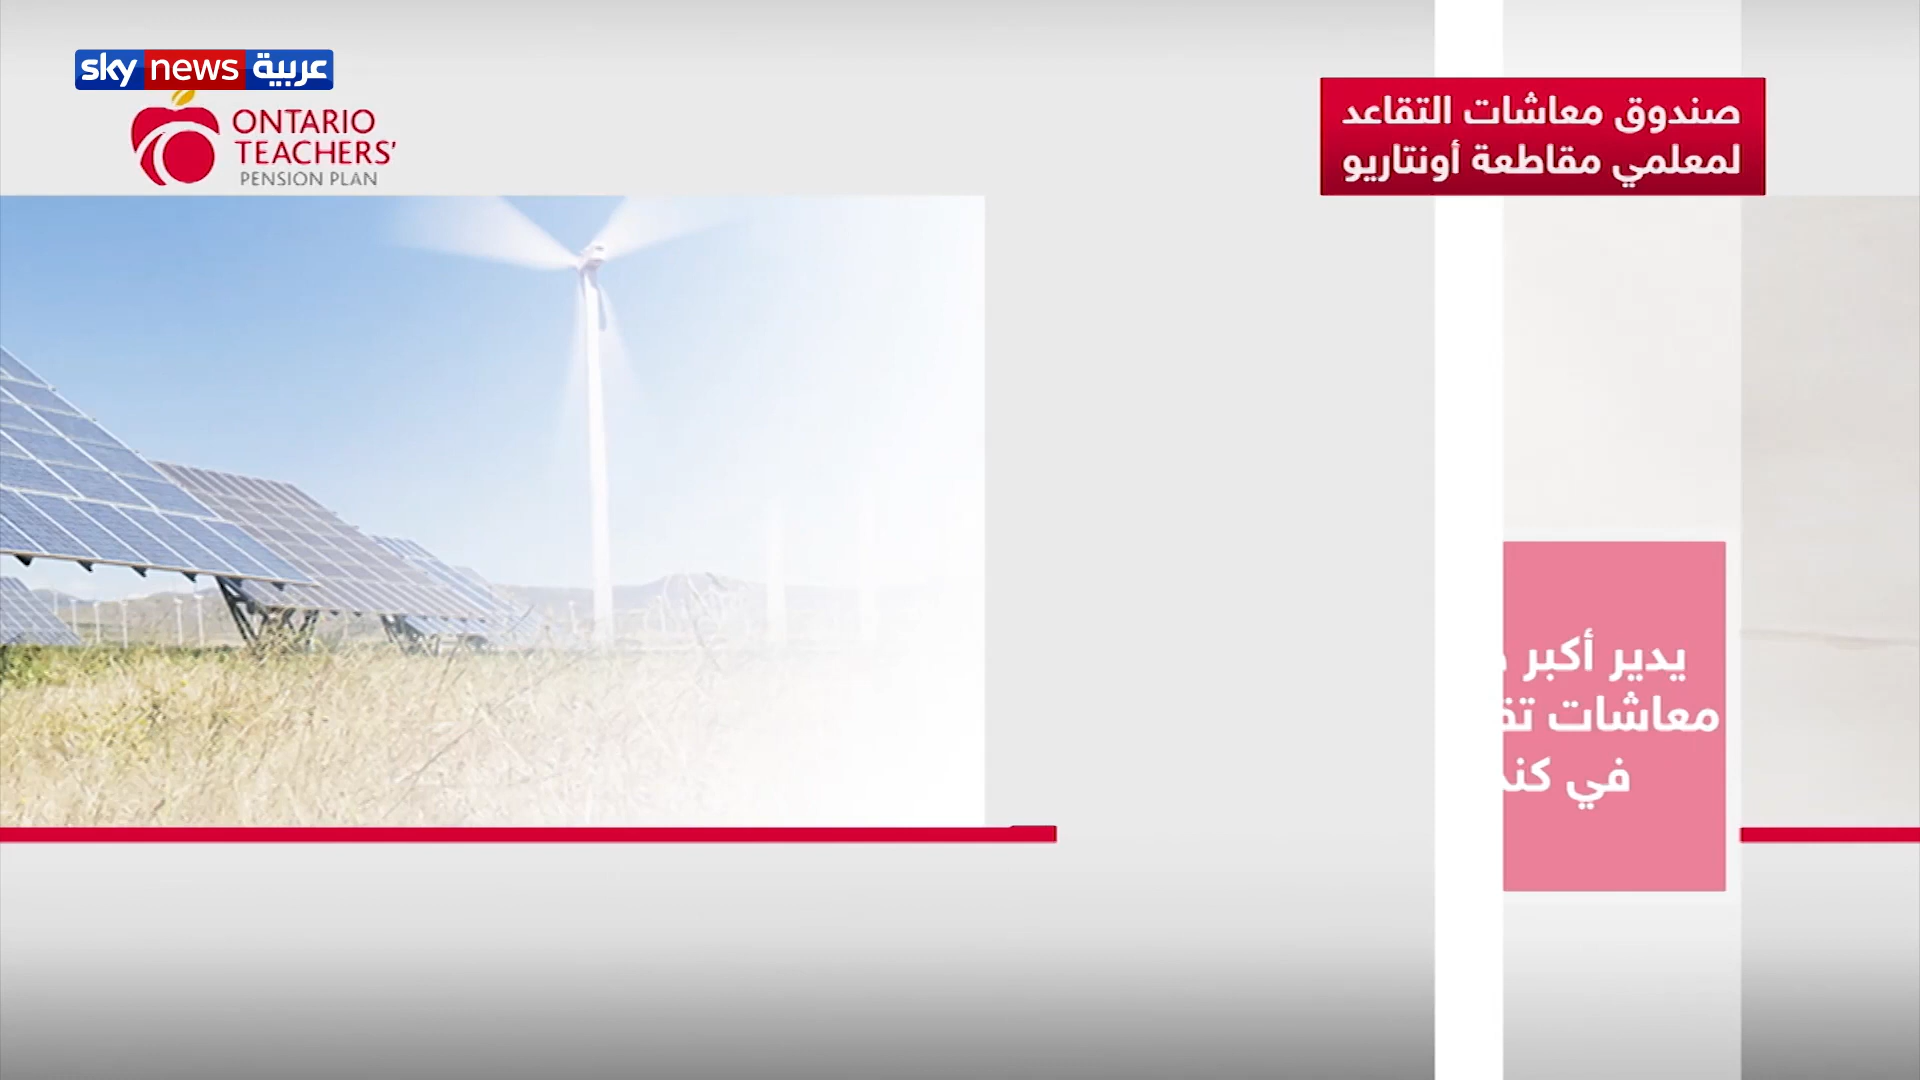 sky news عربية
ONTARIO
TEACHERS'
PENSION PLAN
صندوق معاشات التقاعد
لمعلمي مقاطعة أونتاريو
يدير أكبر
معاشات
في